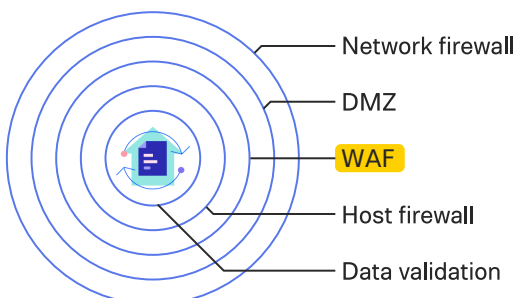 Network firewall
DMZ
WAF
Host firewall
Data validation